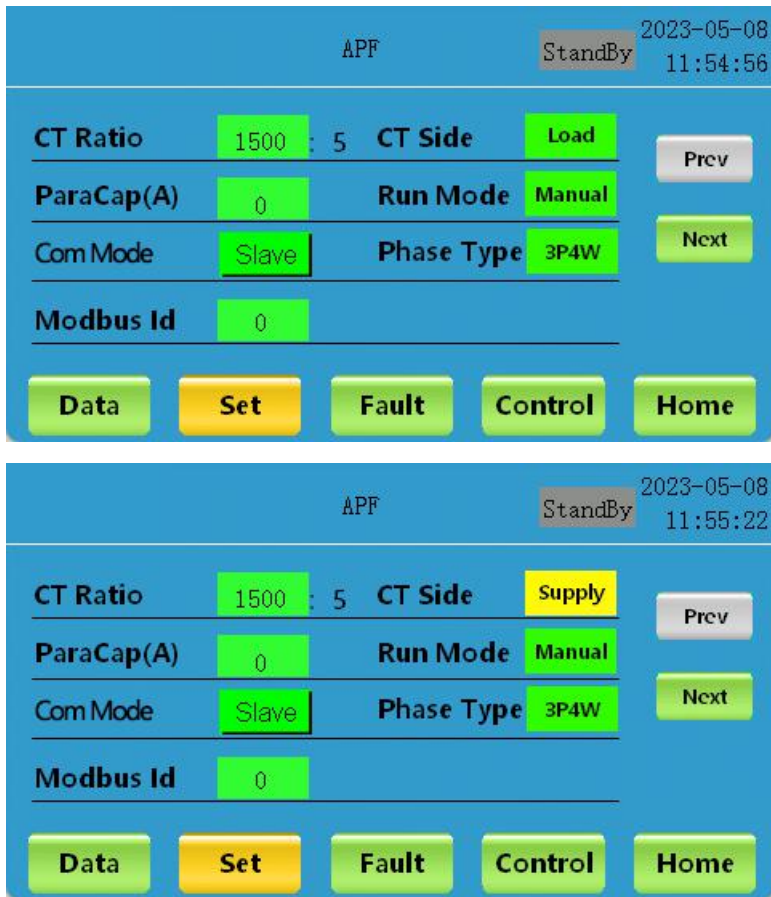 APF StandBy 2023-05-08
11:54:56
CT Ratio 1500 : 5 CT Side Load
Prev
ParaCap(A) 0 Run Mode Manual
Com Mode Slave Phase Type 3P4W
Next
Modbus Id 0
Data Set Fault Control Home
APF StandBy 2023-05-08
11:55:22
CT Ratio 1500 : 5 CT Side Supply
Prev
ParaCap(A) 0 Run Mode Manual
Com Mode Slave Phase Type 3P4W
Next
Modbus Id 0
Data Set Fault Control Home